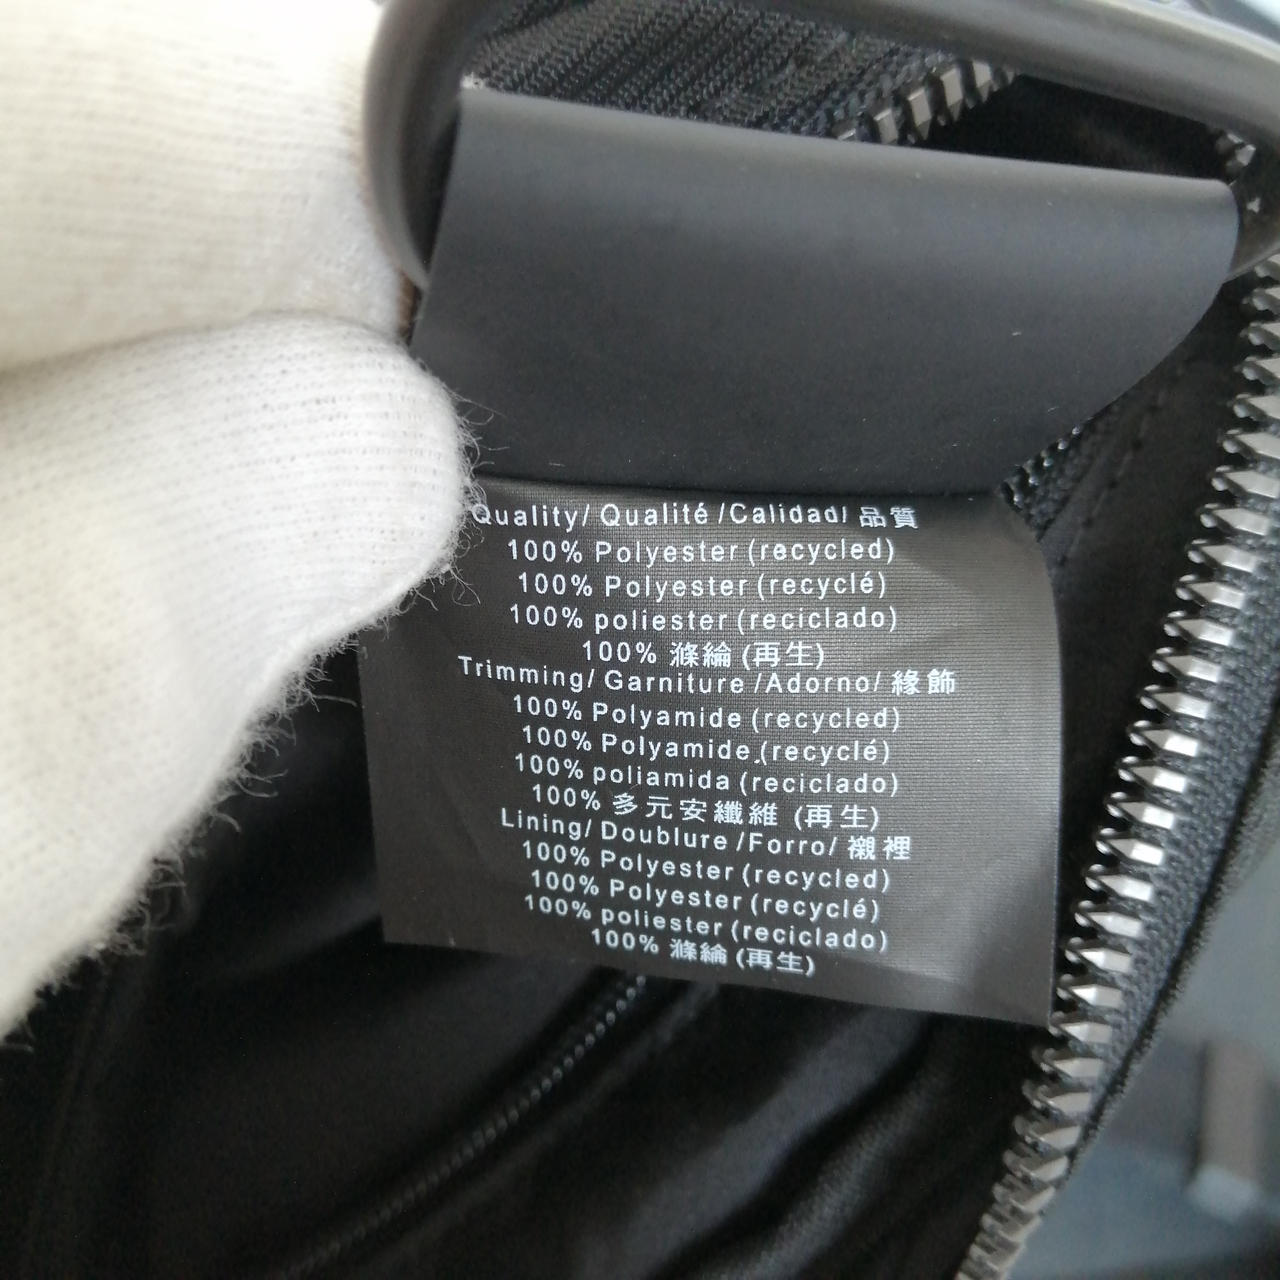 Quality/ Qualité /Calidad/ 品質
100% Polyester (recycled)
100% Polyester (recyclé)
100% poliester (reciclado)
100% 滌綸 (再生)
Trimming/ Garniture /Adorno/ 緣飾
100% Polyamide (recycled)
100% Polyamide (recyclé)
100% poliamida (reciclado)
100% 多元安纖維 (再生)
Lining/ Doublure /Forro/ 襯裡
100% Polyester (recycled)
100% Polyester (recyclé)
100% poliester (reciclado)
100% 滌綸 (再生)